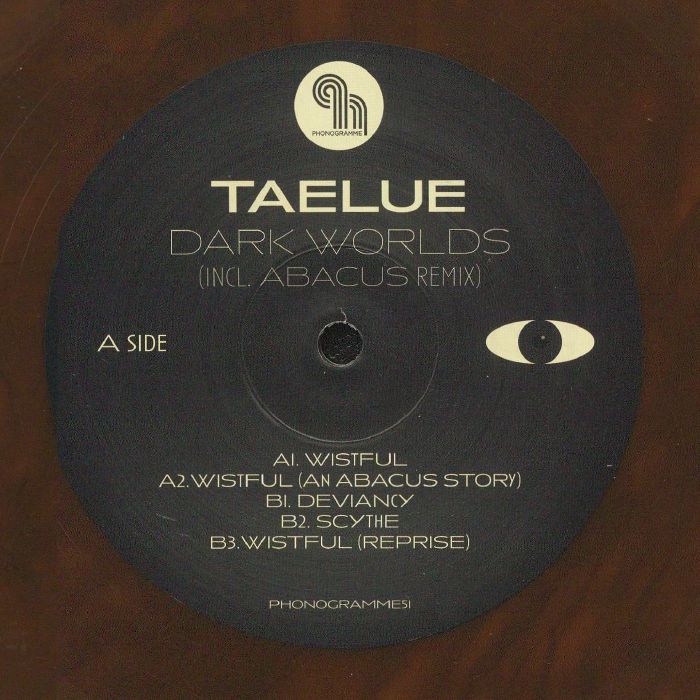 PHONOGRAMME
TAELUE
DARK WORLDS
(INCL. ABACUS REMIX)
A SIDE
A1. WISTFUL
A2.WISTFUL (AN ABACUS STORY)
B1. DEVIANCY
B2. SCYTHE
B3.WISTFUL (REPRISE)
PHONOGRAMME51